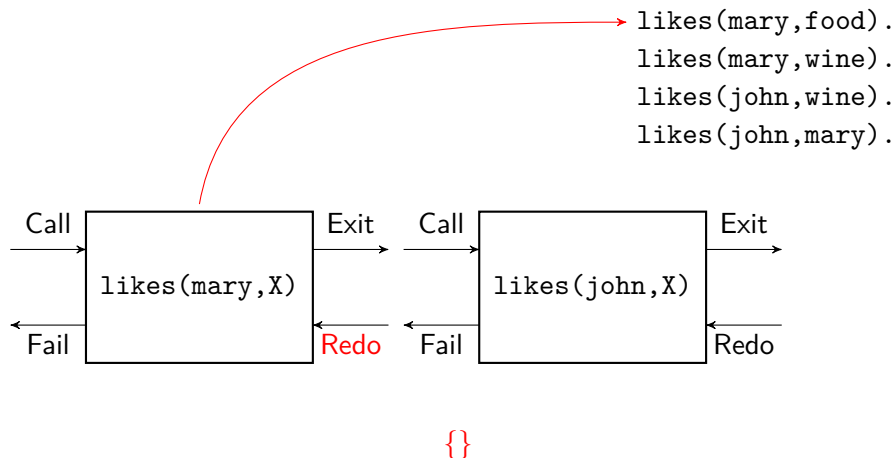 likes(mary,food).
likes(mary,wine).
likes(john,wine).
likes(john,mary).
Call Exit Call Exit
likes(mary,X) likes(john,X)
Fail Redo Fail Redo
{}